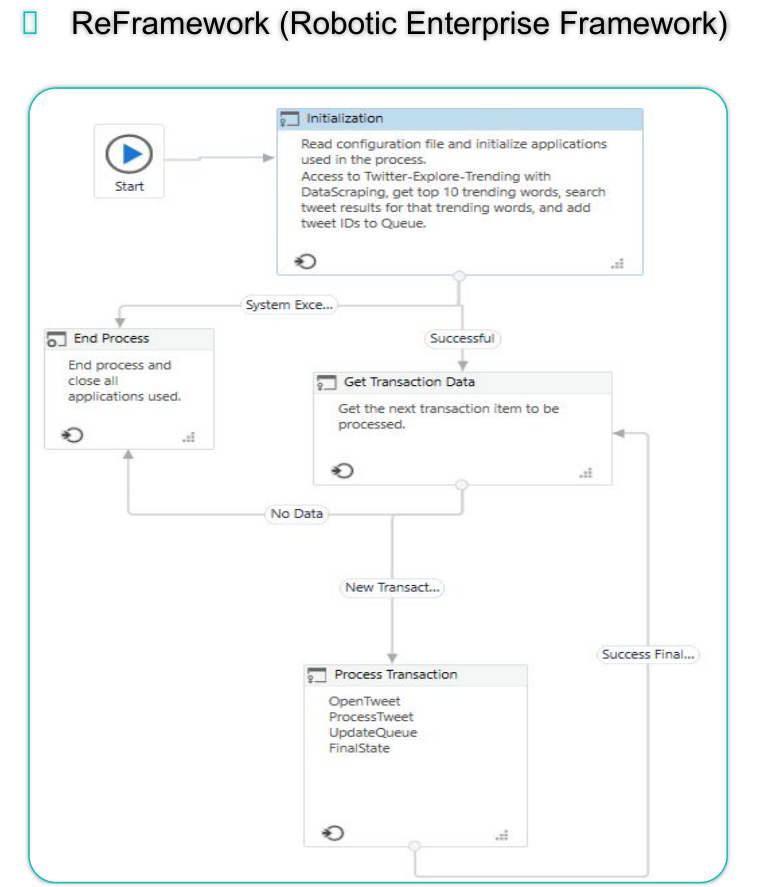 ReFramework (Robotic Enterprise Framework)
Initialization
Read configuration file and initialize applications
used in the process.
Access to Twitter-Explore-Trending with
DataScraping, get top 10 trending words, search
tweet results for that trending words, and add
tweet IDs to Queue.
Start
System Exce...
Successful
End Process
End process and
close all
applications used.
Get Transaction Data
Get the next transaction item to be
processed.
No Data
New Transact...
Success Final...
Process Transaction
OpenTweet
ProcessTweet
UpdateQueue
FinalState